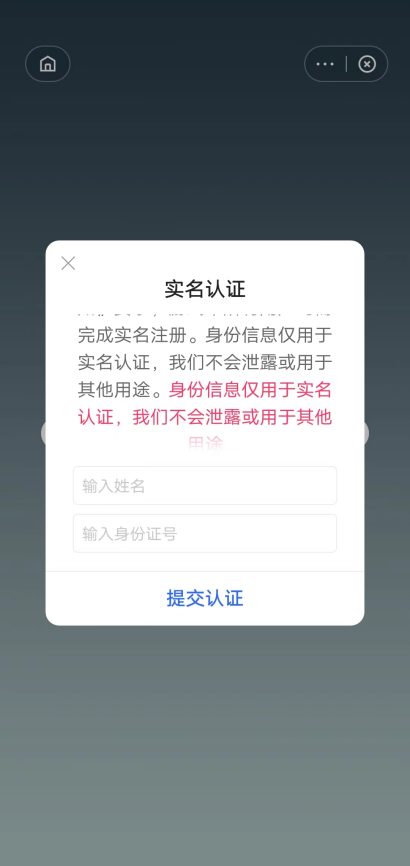 实名认证
完成实名注册。身份信息仅用于
实名认证，我们不会泄露或用于
其他用途。身份信息仅用于实名
认证，我们不会泄露或用于其他
用途
输入姓名
输入身份证号
提交认证